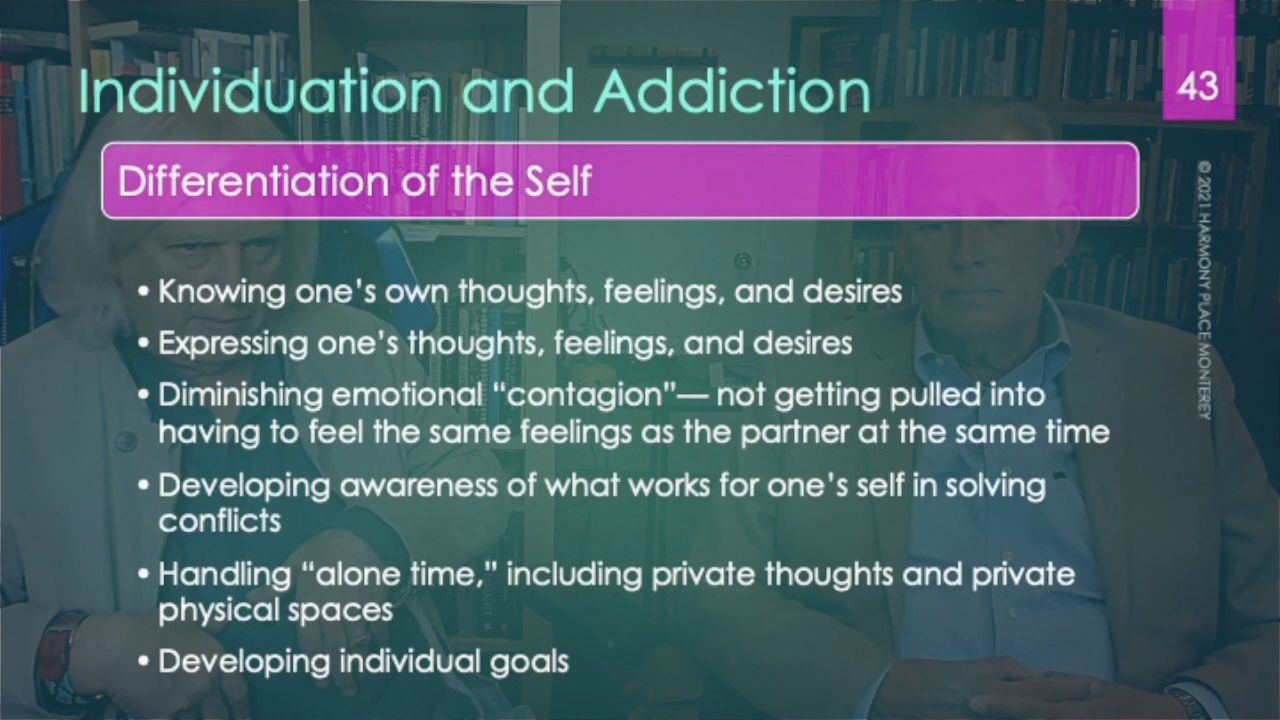 Individuation and Addiction
43
Differentiation of the Self
© 2021 HARMONY PLACE MONTEREY
• Knowing one’s own thoughts, feelings, and desires
• Expressing one’s thoughts, feelings, and desires
• Diminishing emotional “contagion”— not getting pulled into
having to feel the same feelings as the partner at the same time
• Developing awareness of what works for one’s self in solving
conflicts
• Handling “alone time,” including private thoughts and private
physical spaces
• Developing individual goals